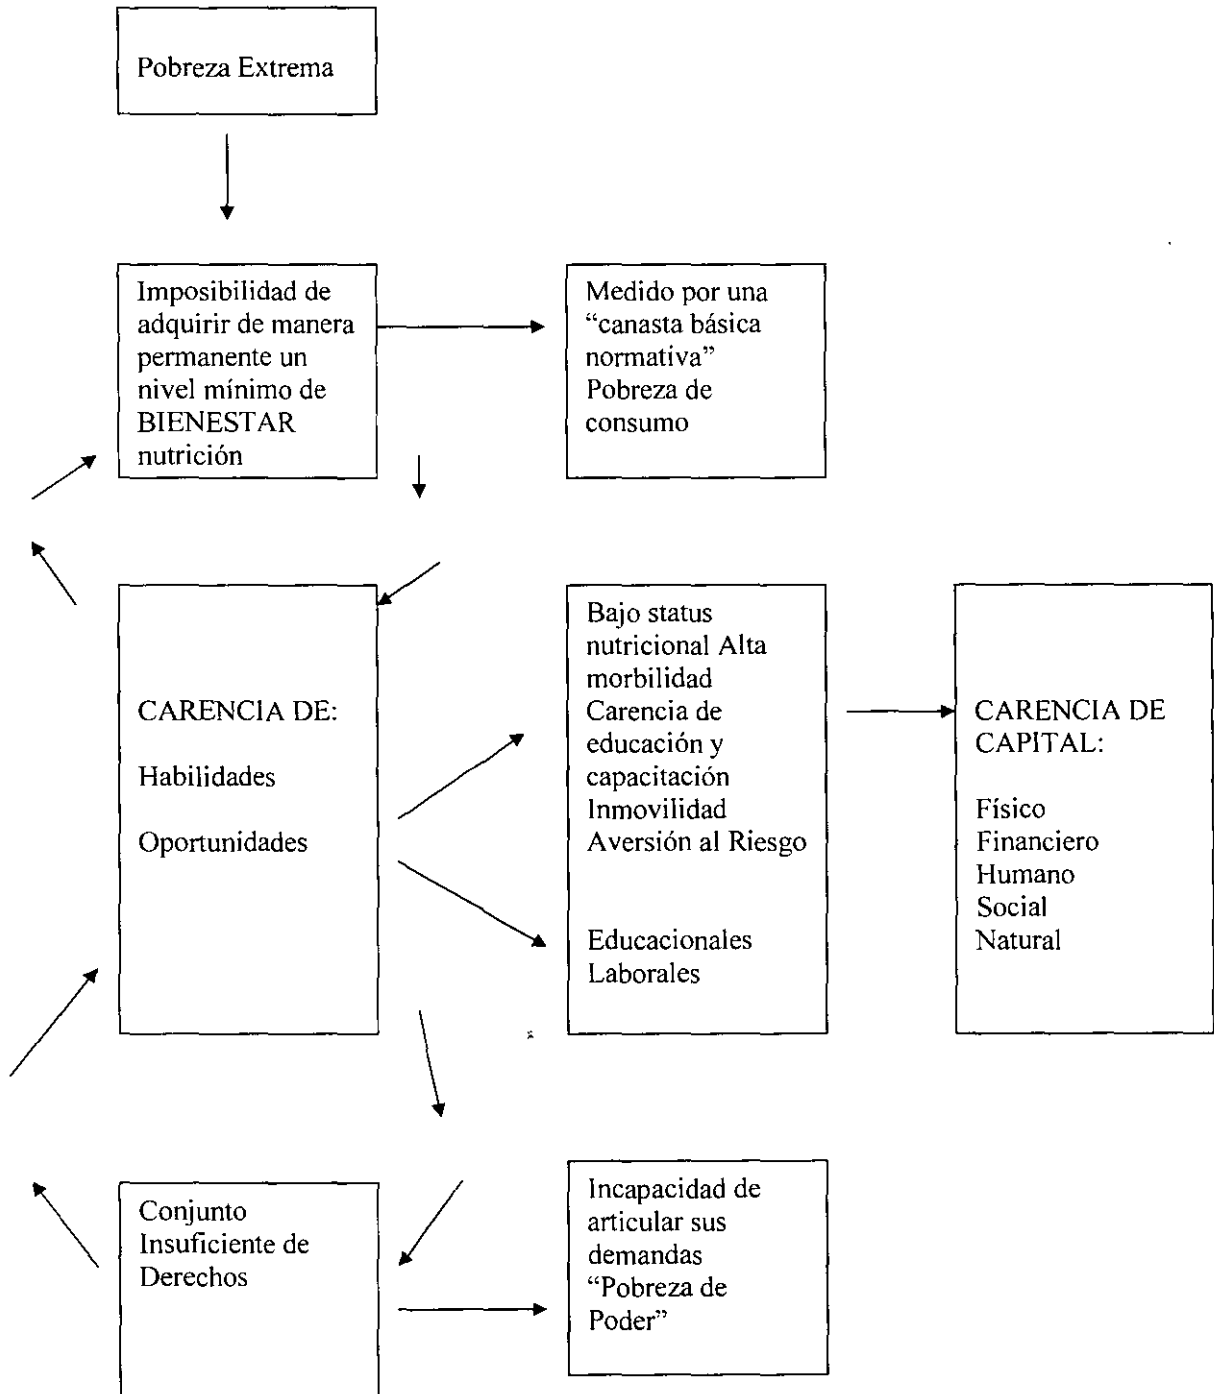 Pobreza Extrema
Imposibilidad de
adquirir de manera
permanente un
nivel mínimo de
BIENESTAR
nutrición
Medido por una
“canasta básica
normativa”
Pobreza de
consumo
CARENCIA DE:
Habilidades
Oportunidades
Bajo status
nutricional Alta
morbilidad
Carencia de
educación y
capacitación
Inmovilidad
Aversión al Riesgo
Educacionales
Laborales
CARENCIA DE
CAPITAL:
Físico
Financiero
Humano
Social
Natural
Conjunto
Insuficiente de
Derechos
Incapacidad de
articular sus
demandas
“Pobreza de
Poder”